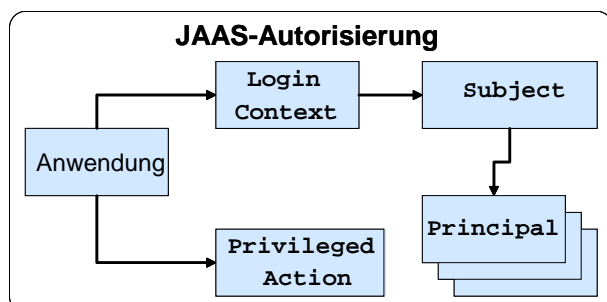 JAAS-Autorisierung
Login
Context
Subject
Anwendung
Principal
Privileged
Action